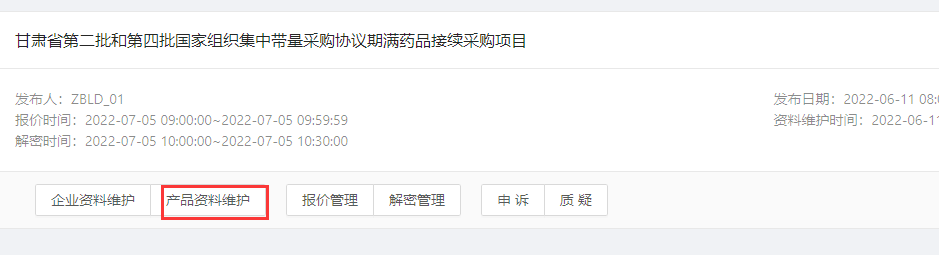 甘肃省第二批和第四批国家组织集中带量采购协议期满药品接续采购项目
发布人：ZBLD_01
发布日期：2022-06-11 08:
报价时间：2022-07-05 09:00:00~2022-07-05 09:59:59
资料维护时间：2022-06-11
解密时间：2022-07-05 10:00:00~2022-07-05 10:30:00
企业资料维护 产品资料维护 报价管理 解密管理 申 诉 质 疑